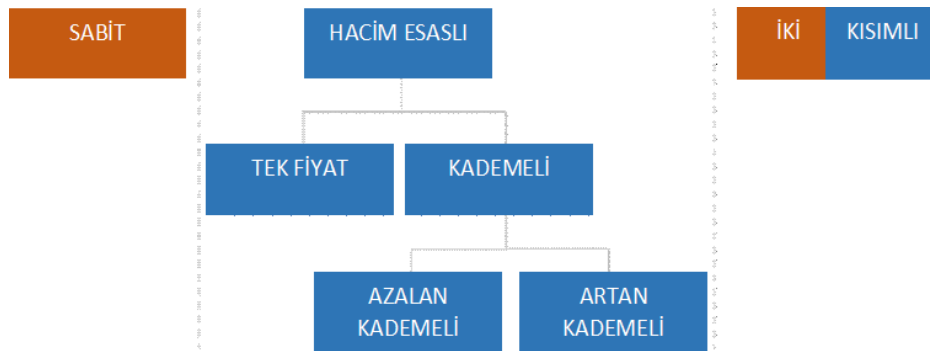 SABİT
HACİM ESASLI
İKİ KISIMLI
TEK FİYAT
KADEMELİ
AZALAN
KADEMELİ
ARTAN
KADEMELİ